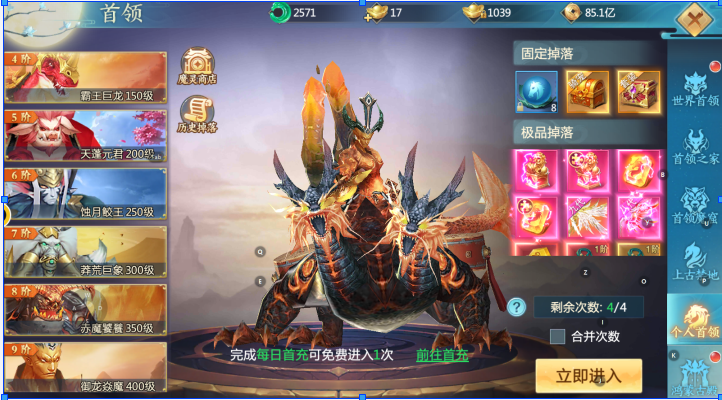 首领
2571
17
1039
85.1亿
4 阶
霸王巨龙 150级
5 阶
天蓬元君 200级
Tab
6 阶
蚀月鲛王 250级
7 阶
莽荒巨象 300级
8 阶
赤魔饕餮 350级
9 阶
御龙焱魔 400级
魔灵商店
历史掉落
固定掉落
8
极品掉落
1阶
1阶
Q
E
Z
O
B
Y
剩余次数: 4/4
合并次数
完成每日首充可免费进入1次
前往首充
立即进入
世界首领
首领之家
首领魔窟
U
上古禁地
P
个人首领
K